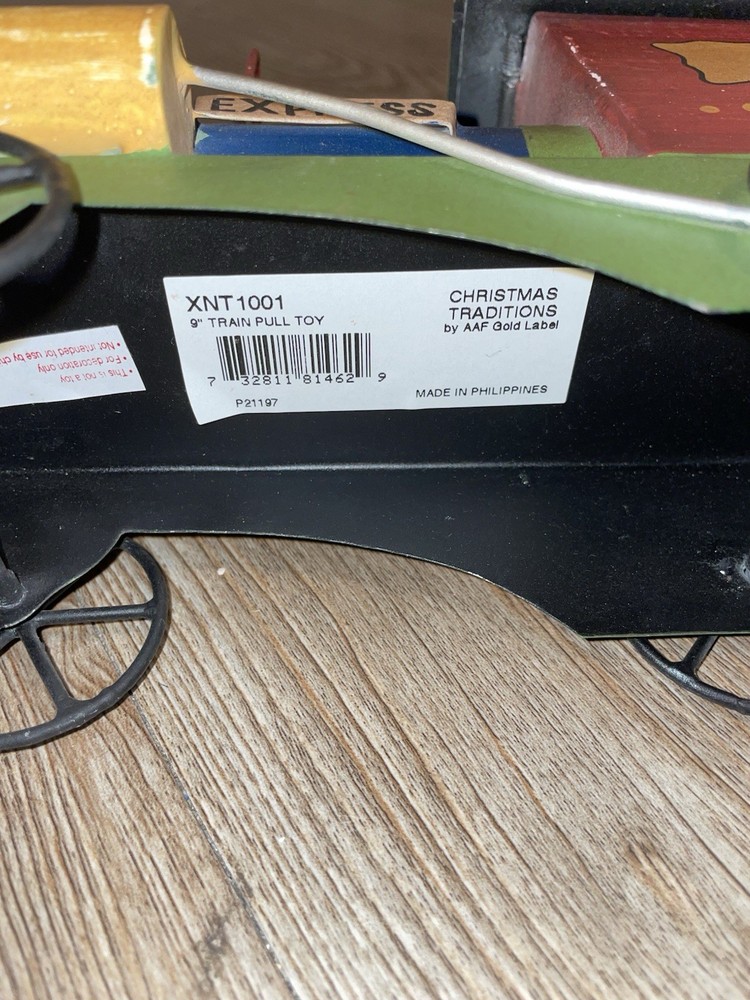 EXPRESS
XNT1001
9" TRAIN PULL TOY
7 32811 81462 9
P21197
CHRISTMAS
TRADITIONS
by AAF Gold Label
MADE IN PHILIPPINES
• This is not a toy
• For decoration only
• Not intended for use by